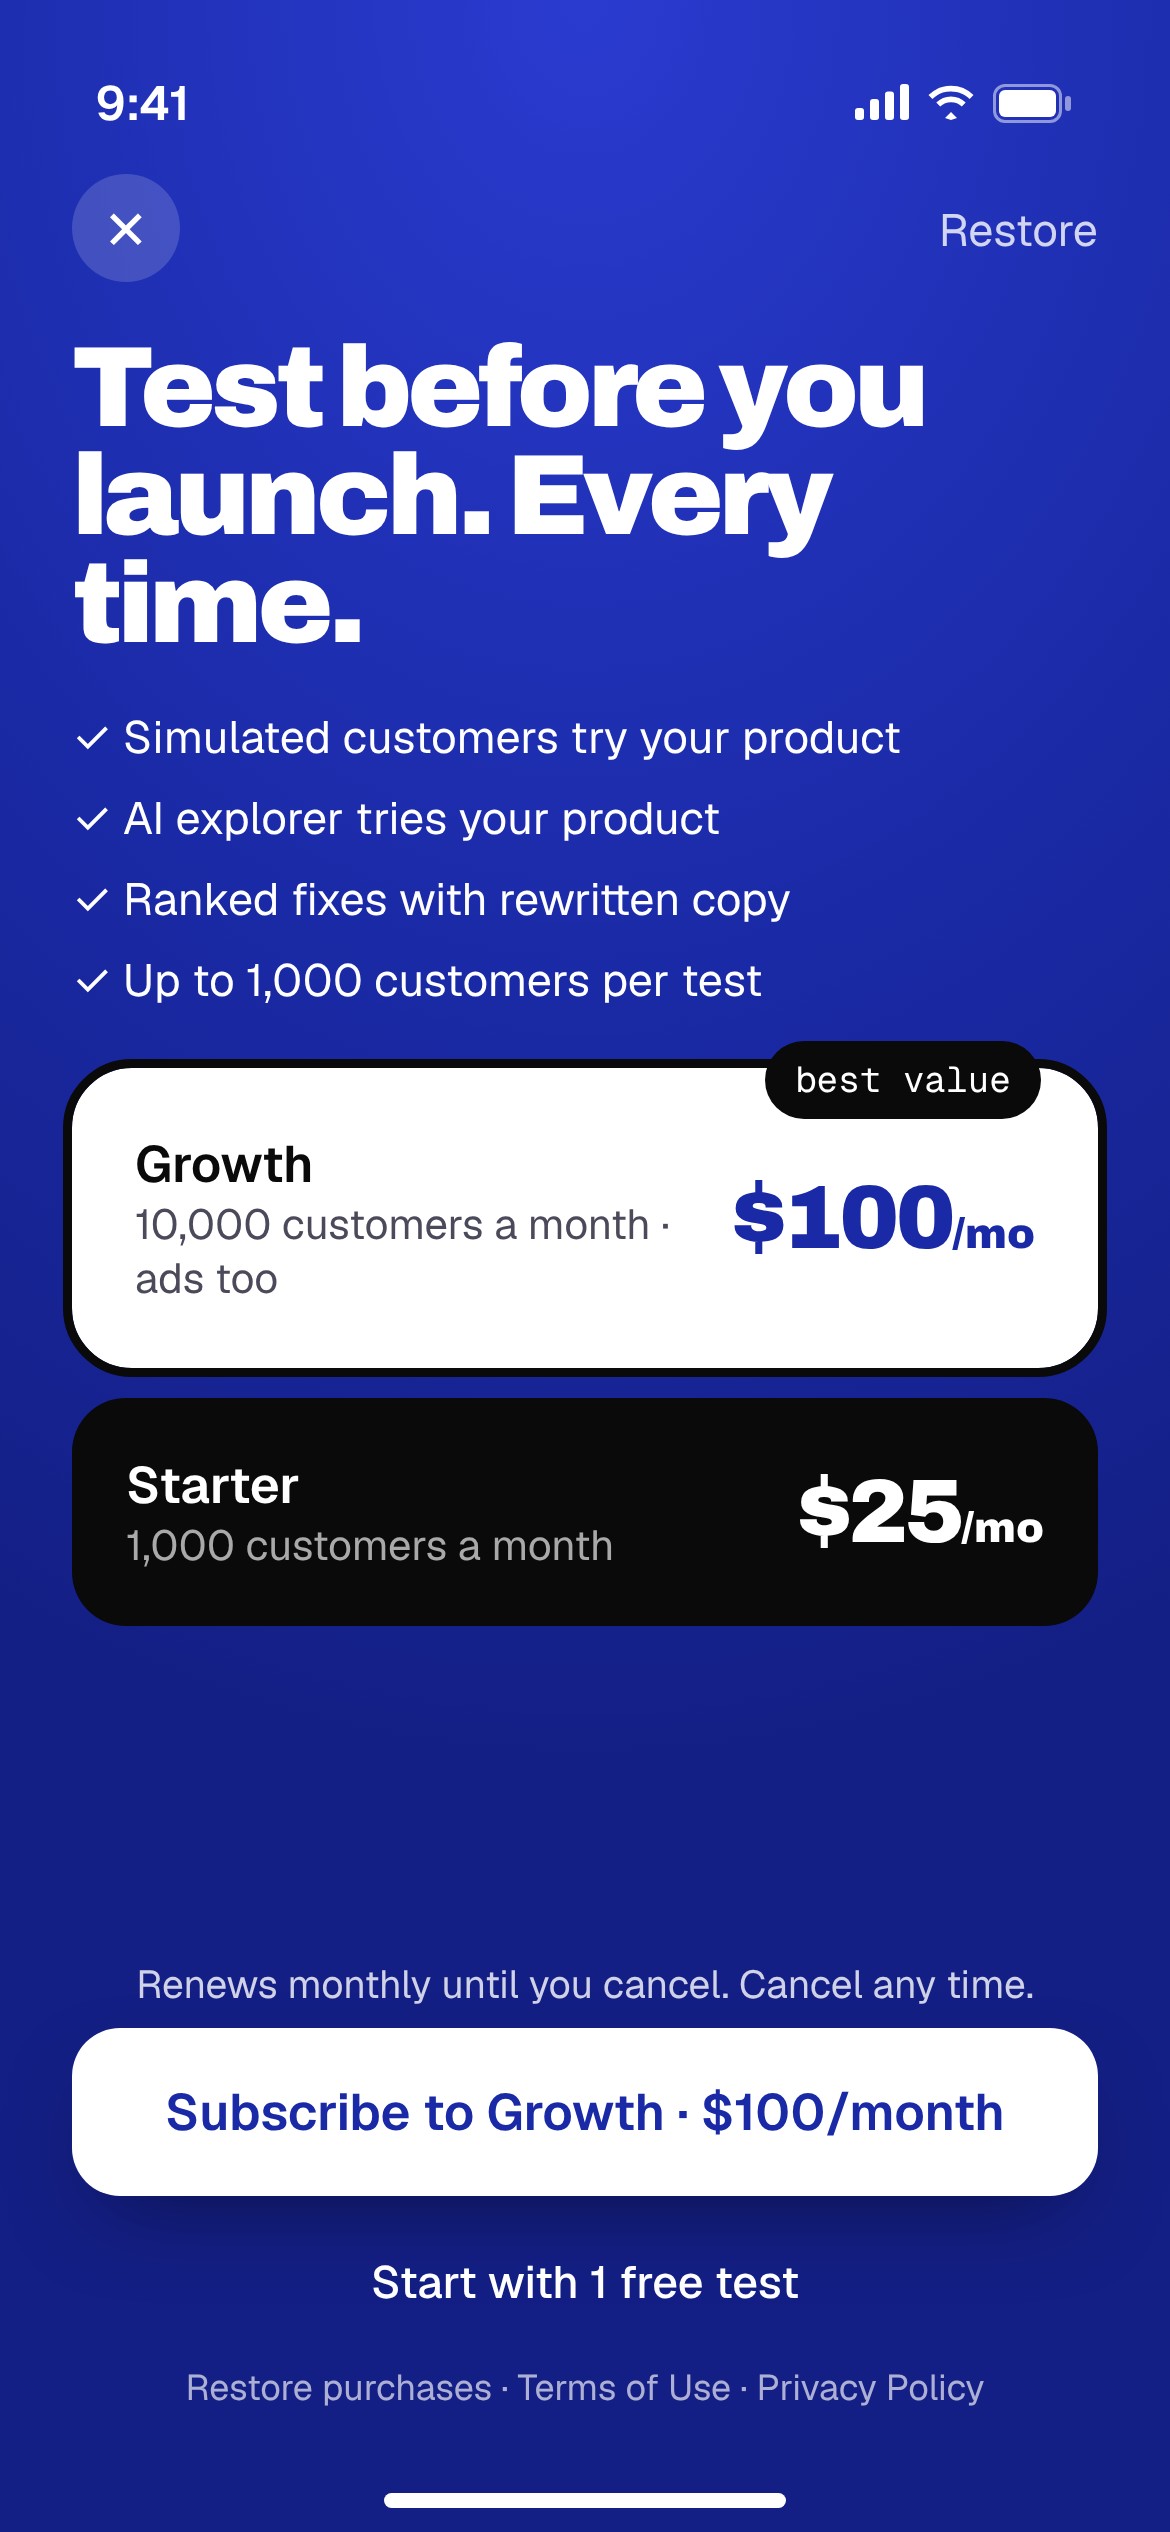 9:41
Restore
Test before you
launch. Every
time.
Simulated customers try your product
AI explorer tries your product
Ranked fixes with rewritten copy
Up to 1,000 customers per test
best value
Growth
10,000 customers a month ·
ads too
$100/mo
Starter
1,000 customers a month
$25/mo
Renews monthly until you cancel. Cancel any time.
Subscribe to Growth · $100/month
Start with 1 free test
Restore purchases · Terms of Use · Privacy Policy